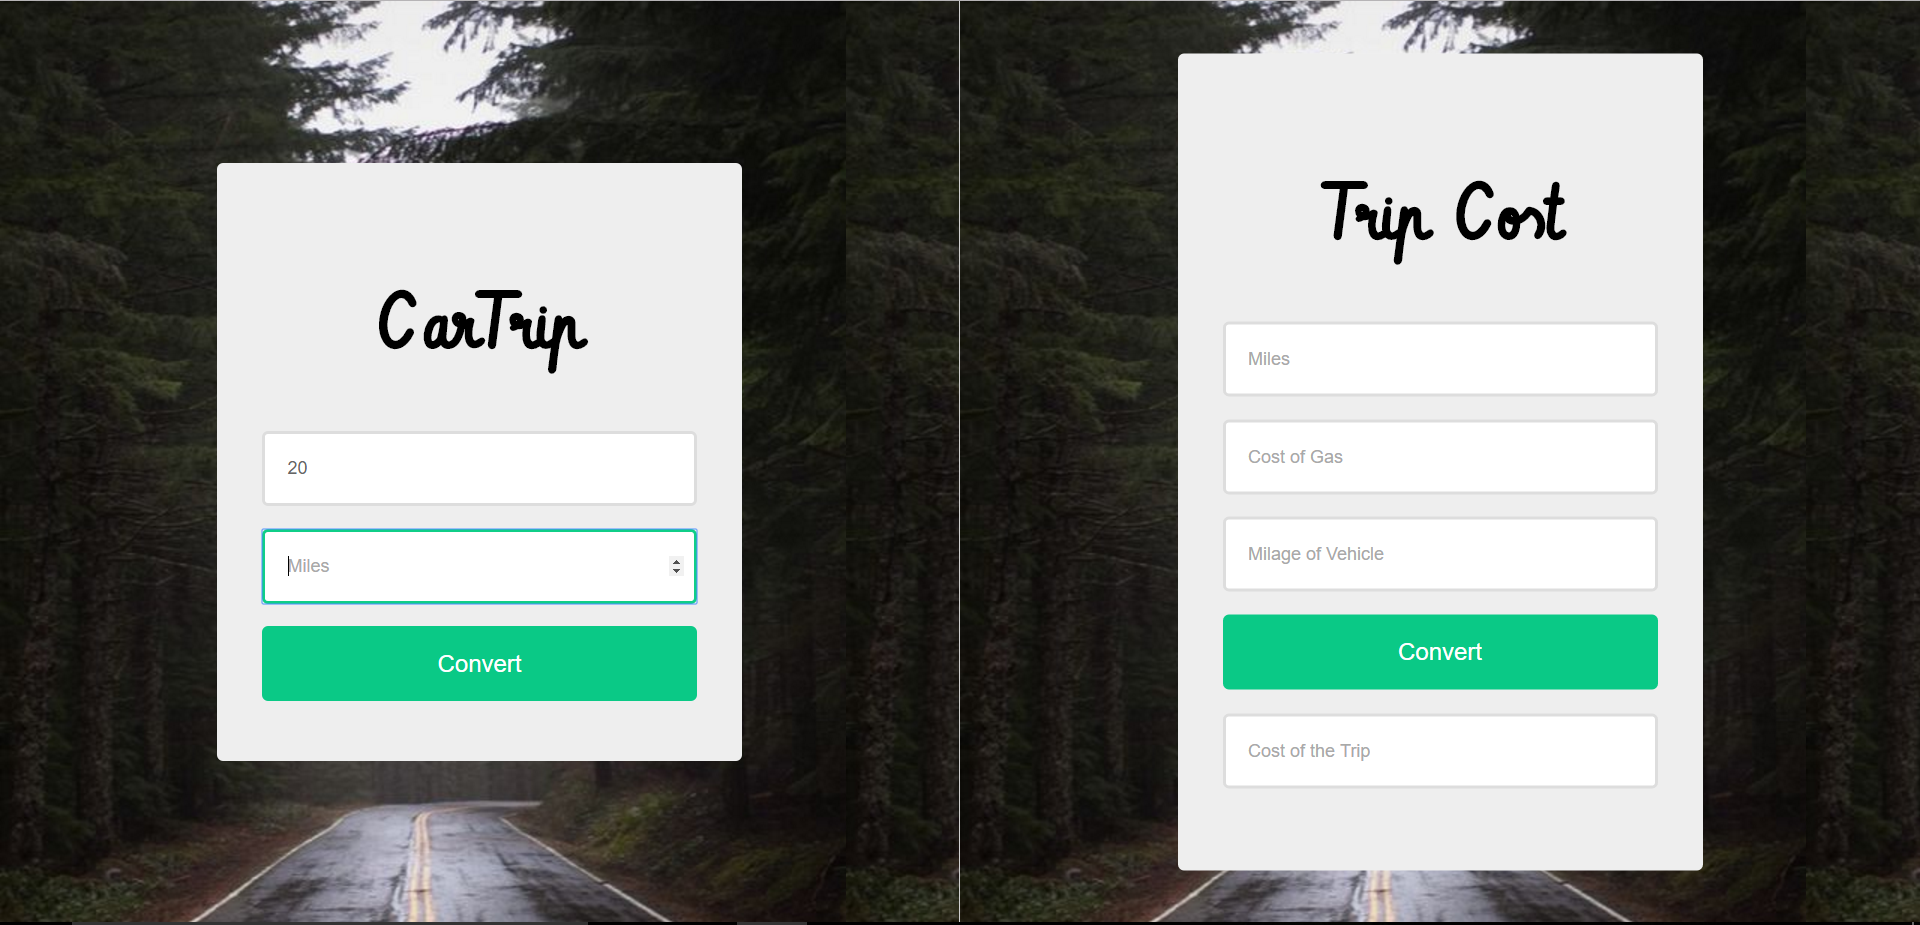 CarTrip
20
Miles
Convert
Trip Cost
Miles
Cost of Gas
Milage of Vehicle
Convert
Cost of the Trip